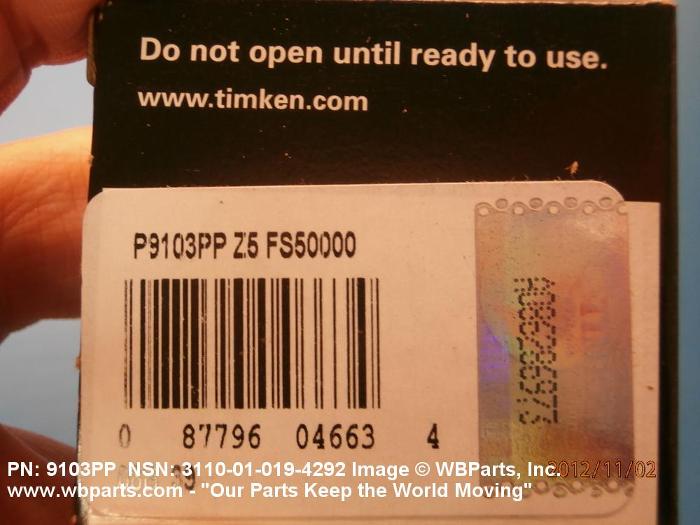 Do not open until ready to use.
www.timken.com
P9103PP Z5 FS50000
0 87796 04663 4
PN: 9103PP NSN: 3110-01-019-4292 Image © WBParts, Inc.
2012/11/02
www.wbparts.com - "Our Parts Keep the World Moving"